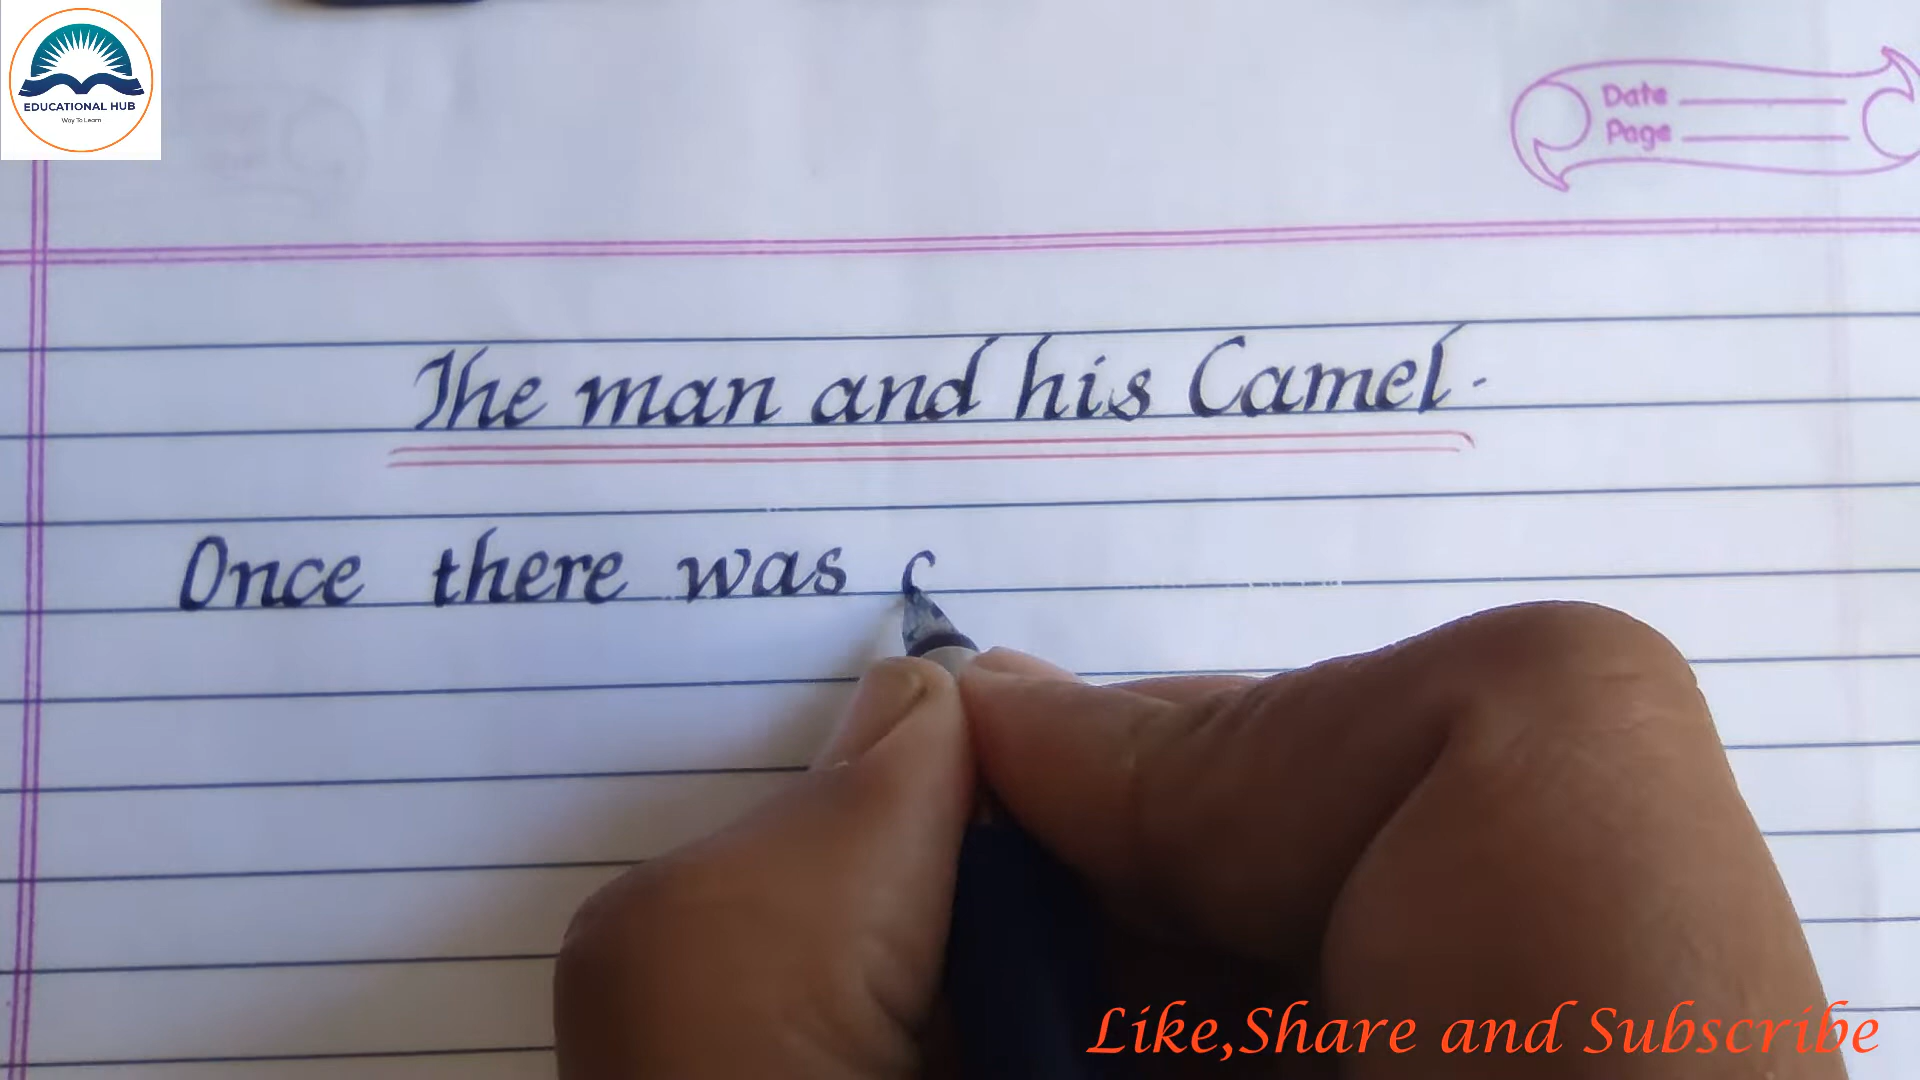 EDUCATIONAL HUB
Way To Learn
Date
Page
The man and his Camel.
Once there was
Like,Share and Subscribe